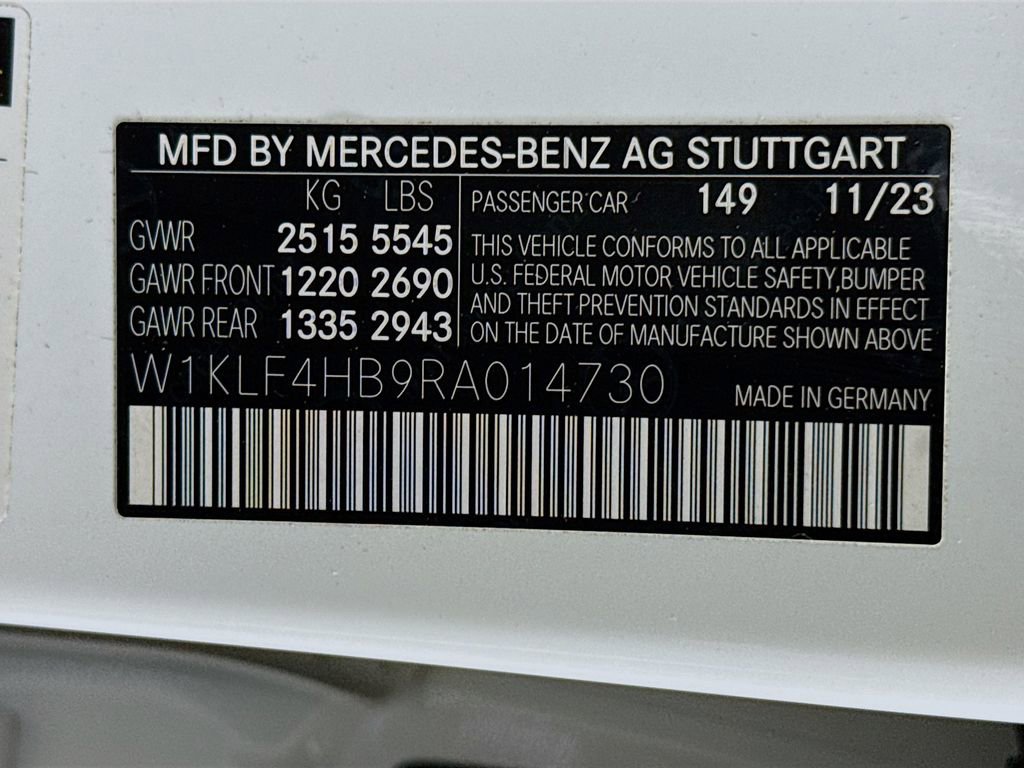 MFD BY MERCEDES-BENZ AG STUTTGART
KG LBS
GVWR 2515 5545
GAWR FRONT 1220 2690
GAWR REAR 1335 2943
PASSENGER CAR 149 11/23
THIS VEHICLE CONFORMS TO ALL APPLICABLE
U.S. FEDERAL MOTOR VEHICLE SAFETY,BUMPER
AND THEFT PREVENTION STANDARDS IN EFFECT
ON THE DATE OF MANUFACTURE SHOWN ABOVE
W1KLF4HB9RA014730
MADE IN GERMANY